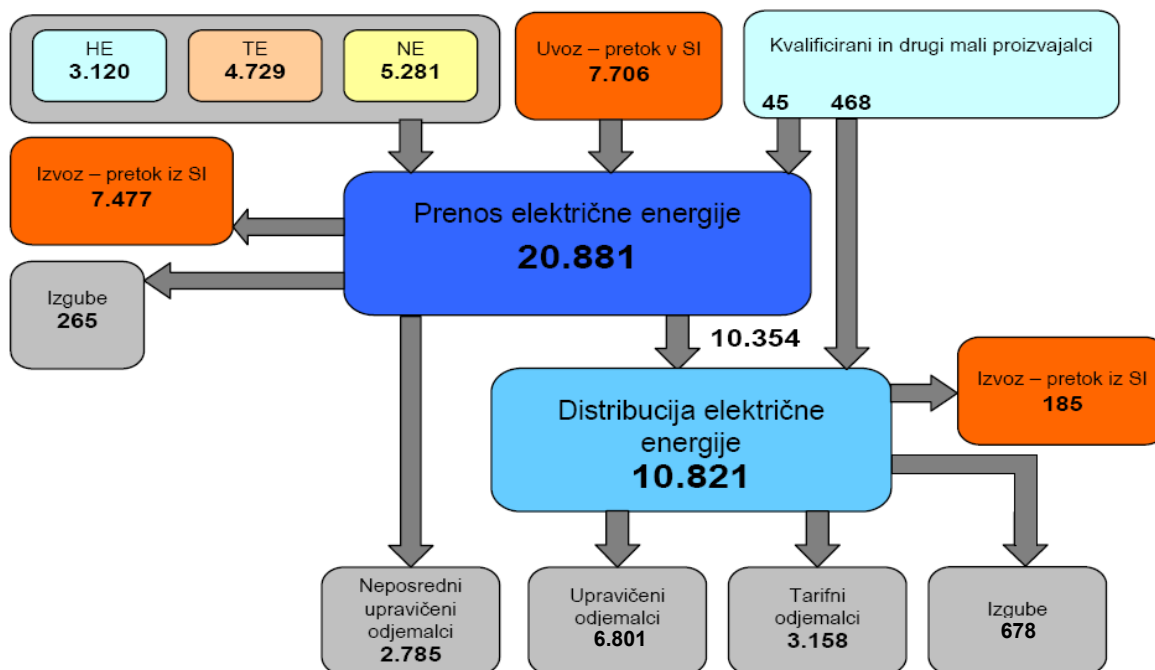 HE
3.120
TE
4.729
NE
5.281
Uvoz – pretok v SI
7.706
Kvalificirani in drugi mali proizvajalci
45
468
Izvoz – pretok iz SI
7.477
Prenos električne energije
20.881
Izgube
265
10.354
Izvoz – pretok iz SI
185
Distribucija električne
energije
10.821
Neposredni
upravičeni
odjemalci
2.785
Upravičeni
odjemalci
6.801
Tarifni
odjemalci
3.158
Izgube
678